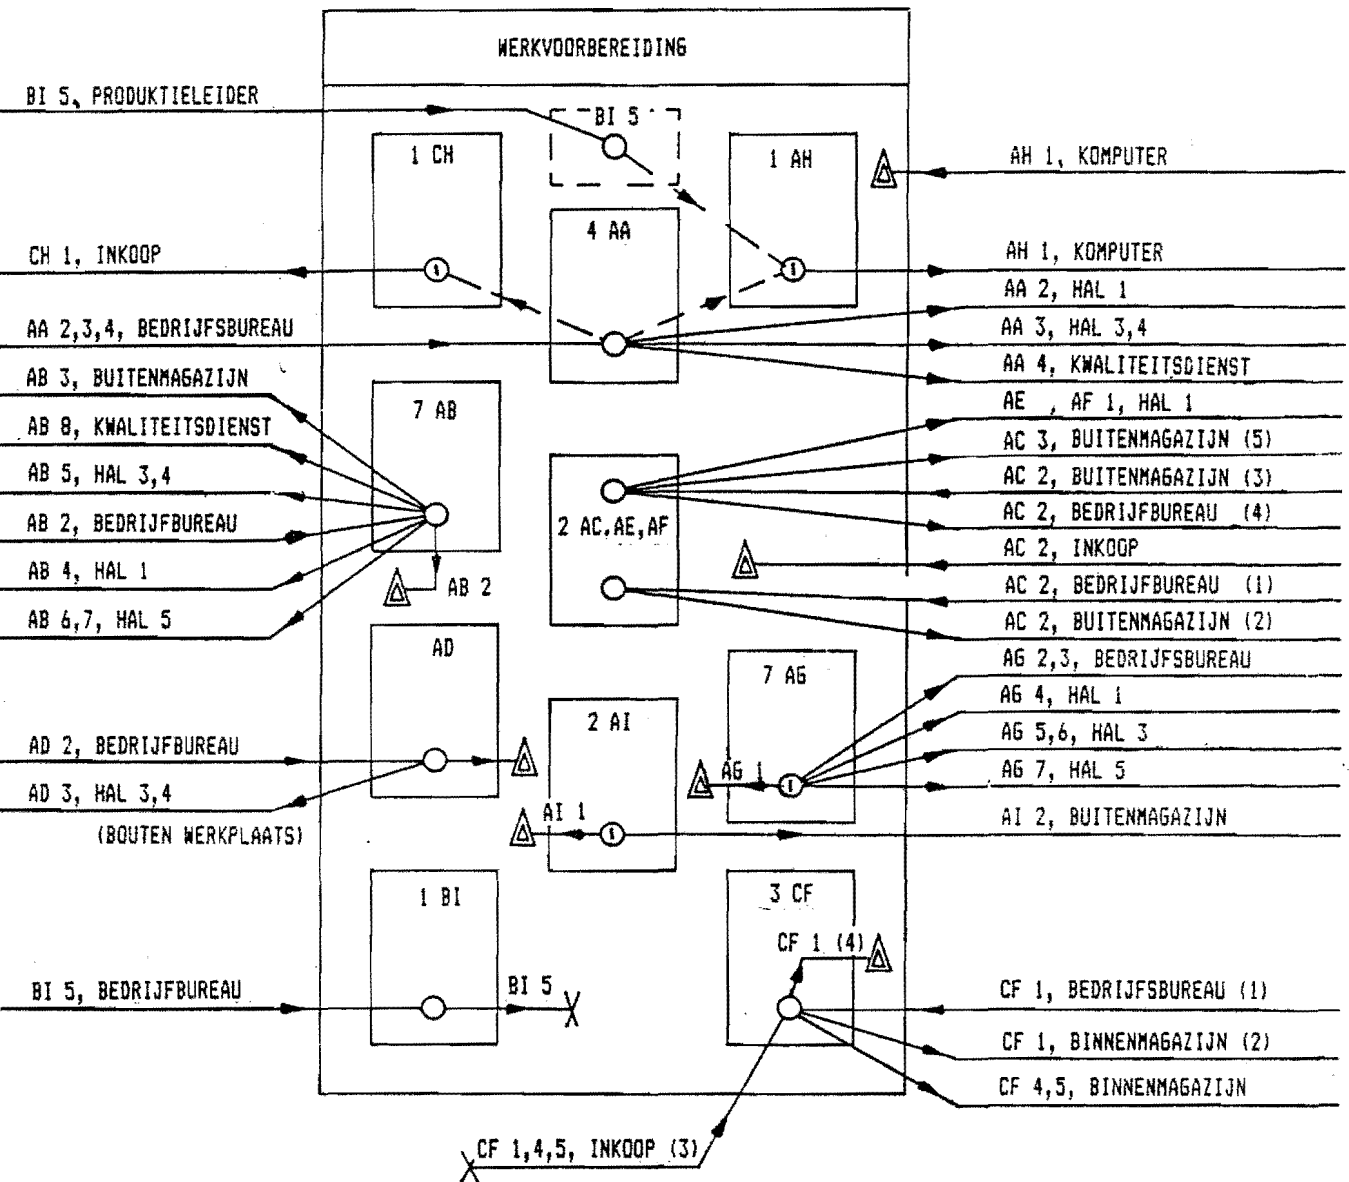 WERKVOORBEREIDING
BI 5, PRODUKTIELEIDER
BI 5
1 CH
1 AH
AH 1, KOMPUTER
4 AA
CH 1, INKOOP
AH 1, KOMPUTER
AA 2, HAL 1
AA 2,3,4, BEDRIJFSBUREAU
AA 3, HAL 3,4
AA 4, KWALITEITSDIENST
AB 3, BUITENMAGAZIJN
7 AB
AE , AF 1, HAL 1
AB 8, KWALITEITSDIENST
AC 3, BUITENMAGAZIJN (5)
AB 5, HAL 3,4
AC 2, BUITENMAGAZIJN (3)
AB 2, BEDRIJFBUREAU
2 AC,AE,AF
AC 2, BEDRIJFBUREAU (4)
AC 2, INKOOP
AB 4, HAL 1
AB 2
AC 2, BEDRIJFBUREAU (1)
AB 6,7, HAL 5
AC 2, BUITENMAGAZIJN (2)
AD
7 AG
AG 2,3, BEDRIJFSBUREAU
AG 4, HAL 1
2 AI
AG 5,6, HAL 3
AD 2, BEDRIJFBUREAU
AG 1
AG 7, HAL 5
AD 3, HAL 3,4
(BOUTEN WERKPLAATS)
AI 1
AI 2, BUITENMAGAZIJN
1 BI
3 CF
CF 1 (4)
BI 5, BEDRIJFBUREAU
BI 5
CF 1, BEDRIJFSBUREAU (1)
CF 1, BINNENMAGAZIJN (2)
CF 4,5, BINNENMAGAZIJN
CF 1,4,5, INKOOP (3)